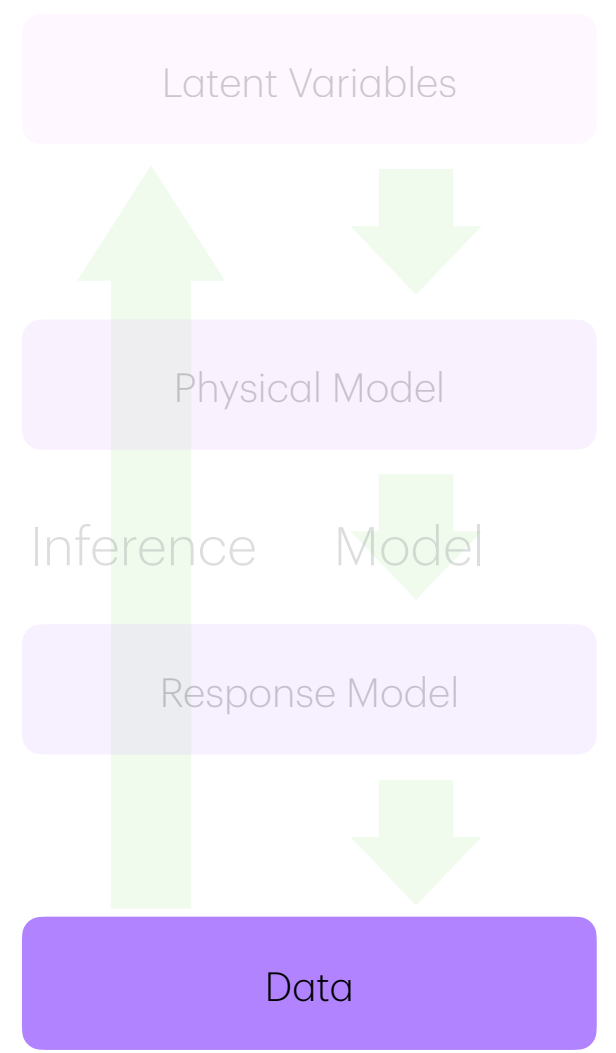 Latent Variables
Physical Model
Inference
Model
Response Model
Data